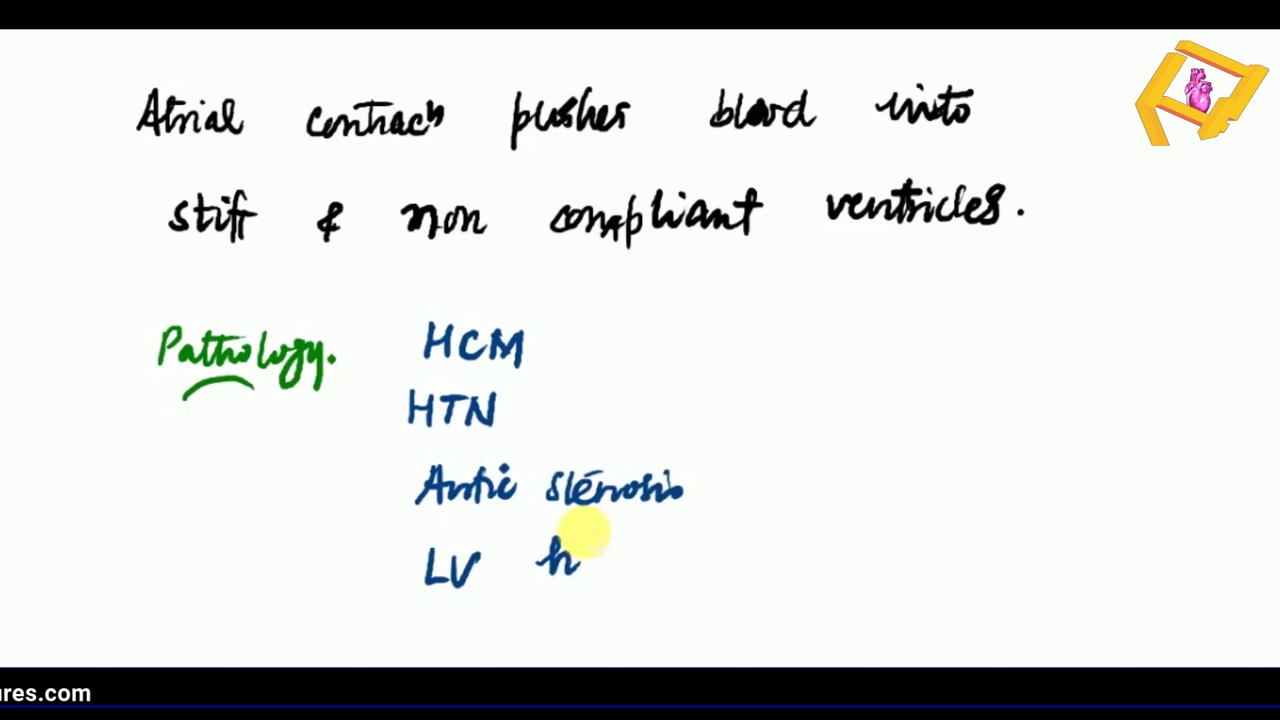 Atrial contracn pushes blood into
stiff & non compliant ventricles.
Pathology.
HCM
HTN
Aortic stenosis
LV h
ures.com